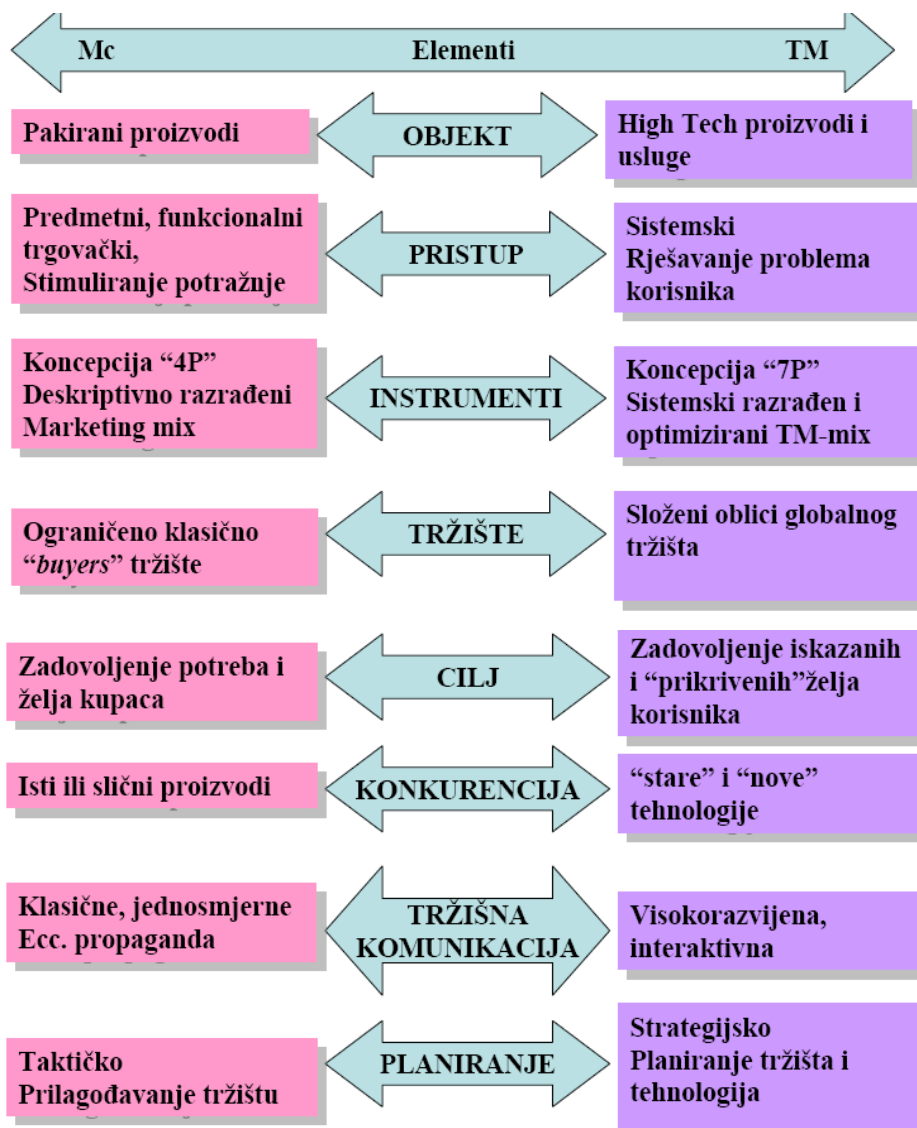 Mc Elementi TM
Pakirani proizvodi
OBJEKT
High Tech proizvodi i
usluge
Predmetni, funkcionalni
trgovački,
Stimuliranje potražnje
PRISTUP
Sistemski
Rješavanje problema
korisnika
Koncepcija “4P”
Deskriptivno razrađeni
Marketing mix
INSTRUMENTI
Koncepcija “7P”
Sistemski razrađen i
optimizirani TM-mix
Ograničeno klasično
“buyers” tržište
TRŽIŠTE
Složeni oblici globalnog
tržišta
Zadovoljenje potreba i
želja kupaca
CILJ
Zadovoljenje iskazanih
i “prikrivenih”želja
korisnika
Isti ili slični proizvodi
KONKURENCIJA
“stare” i “nove”
tehnologije
Klasične, jednosmjerne
Ecc. propaganda
TRŽIŠNA
KOMUNIKACIJA
Visokorazvijena,
interaktivna
Taktičko
Prilagođavanje tržištu
PLANIRANJE
Strategijsko
Planiranje tržišta i
tehnologija